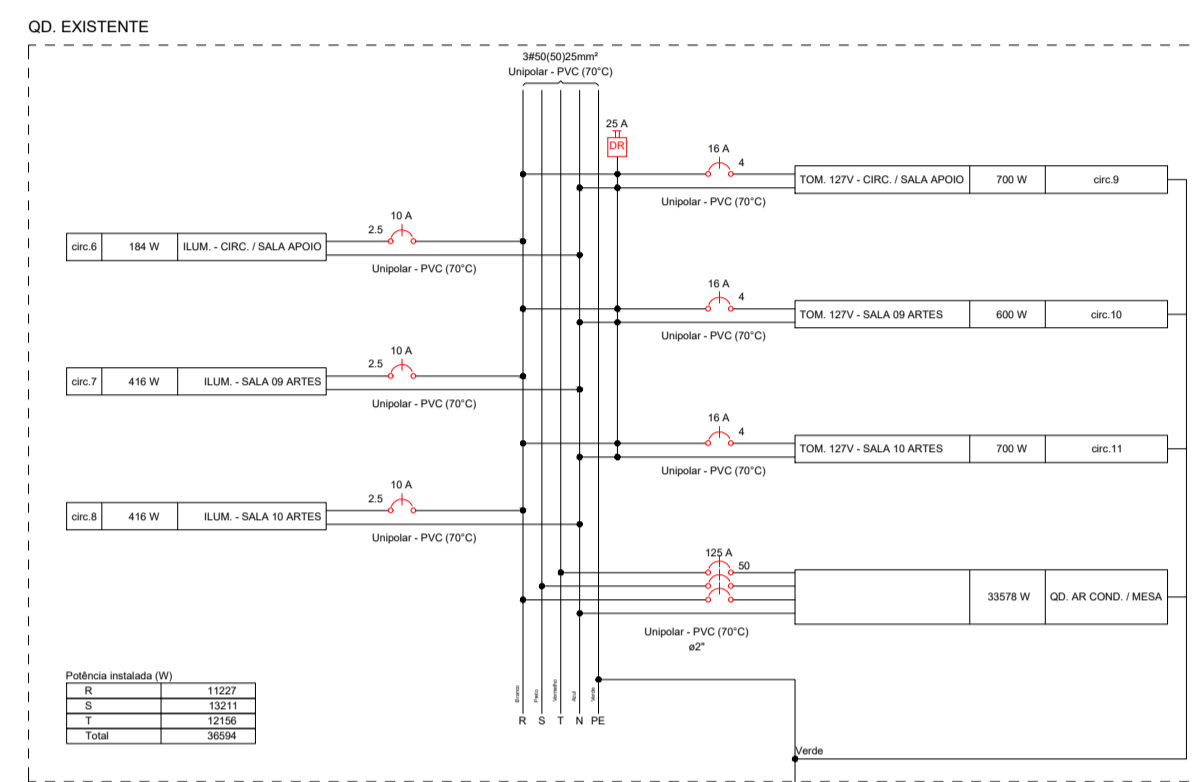 QD. EXISTENTE
3#50(50)25mm²
Unipolar - PVC (70°C)
25 A
DR
16 A
4
TOM. 127V - CIRC. / SALA APOIO 700 W circ.9
Unipolar - PVC (70°C)
10 A
2.5
circ.6 184 W ILUM. - CIRC. / SALA APOIO
Unipolar - PVC (70°C)
16 A
4
TOM. 127V - SALA 09 ARTES 600 W circ.10
Unipolar - PVC (70°C)
10 A
2.5
circ.7 416 W ILUM. - SALA 09 ARTES
Unipolar - PVC (70°C)
16 A
4
TOM. 127V - SALA 10 ARTES 700 W circ.11
Unipolar - PVC (70°C)
10 A
2.5
circ.8 416 W ILUM. - SALA 10 ARTES
Unipolar - PVC (70°C)
125 A
50
33578 W QD. AR COND. / MESA
Unipolar - PVC (70°C)
ø2"
Potência instalada (W)
R 11227
S 13211
T 12156
Total 36594
Branco Preto Vermelho Azul Verde
R S T N PE
Verde